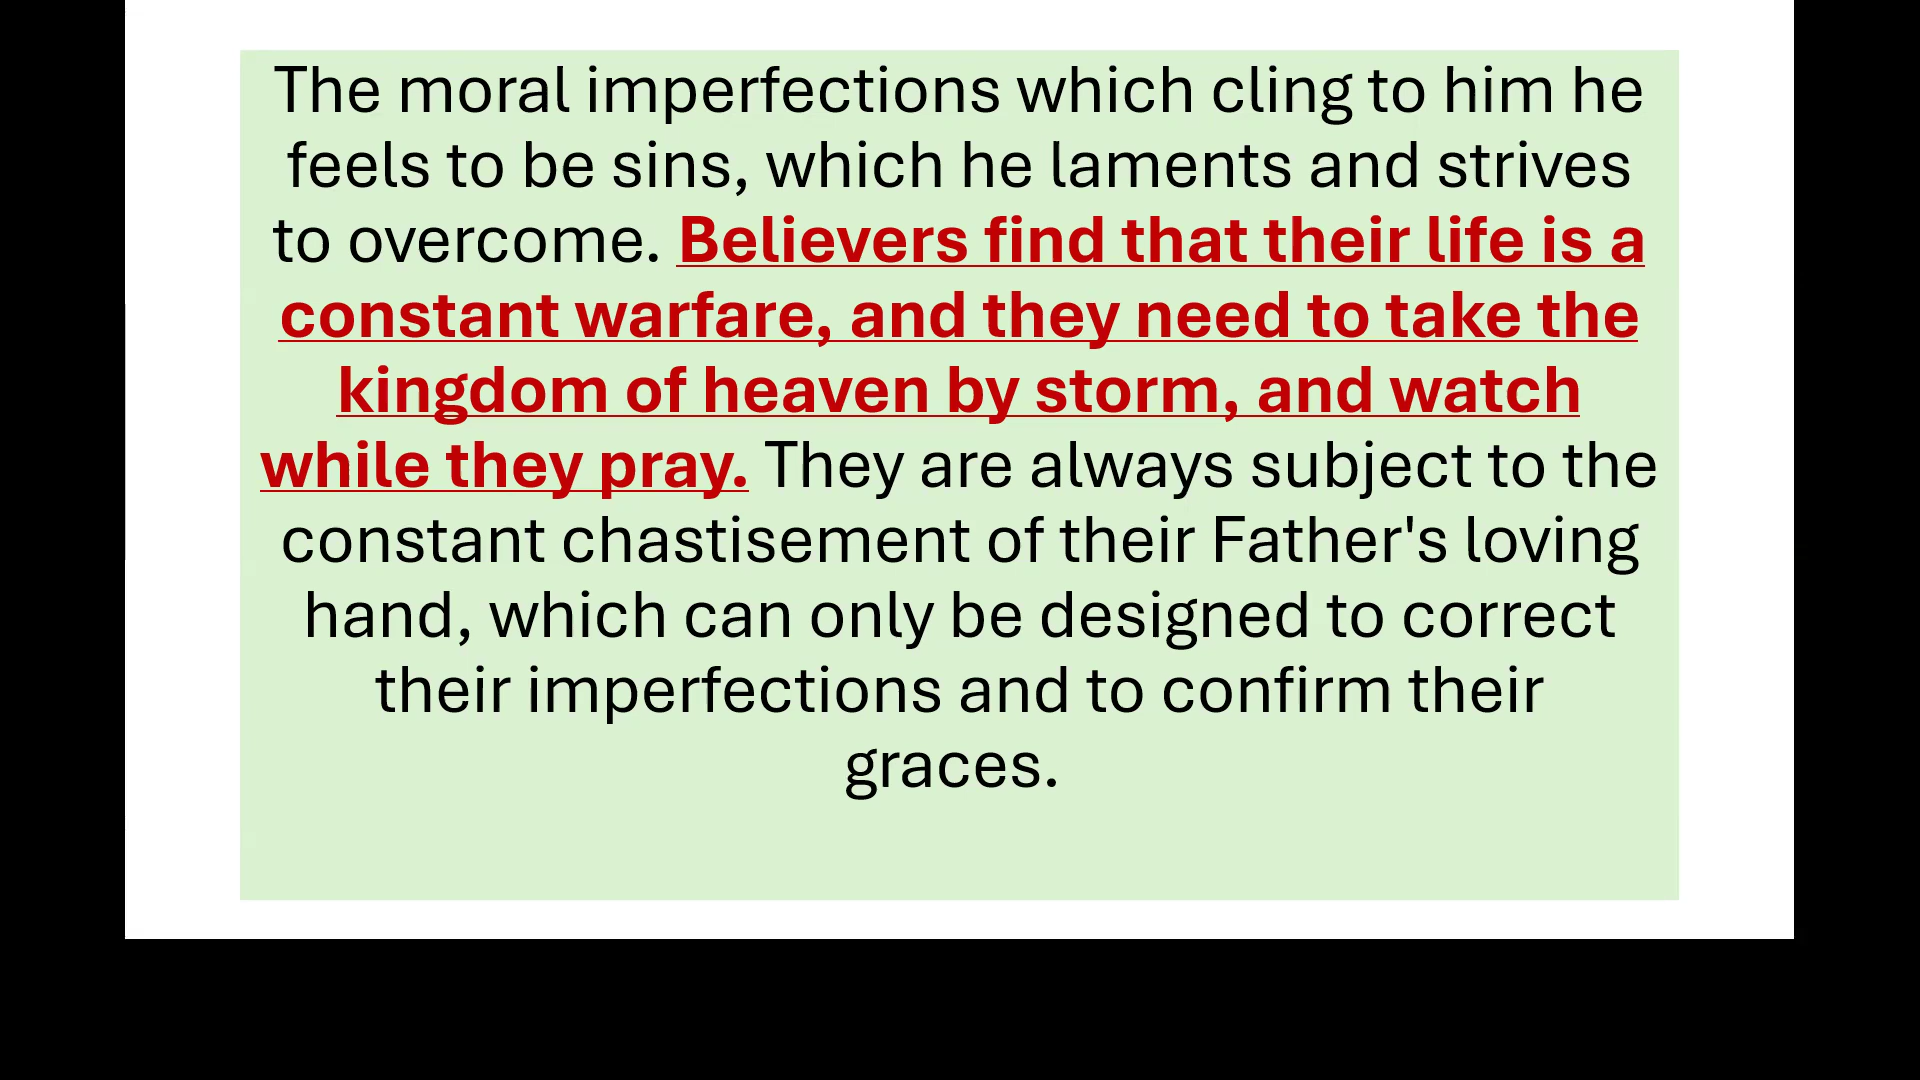 The moral imperfections which cling to him he
feels to be sins, which he laments and strives
to overcome. Believers find that their life is a
constant warfare, and they need to take the
kingdom of heaven by storm, and watch
while they pray. They are always subject to the
constant chastisement of their Father's loving
hand, which can only be designed to correct
their imperfections and to confirm their
graces.